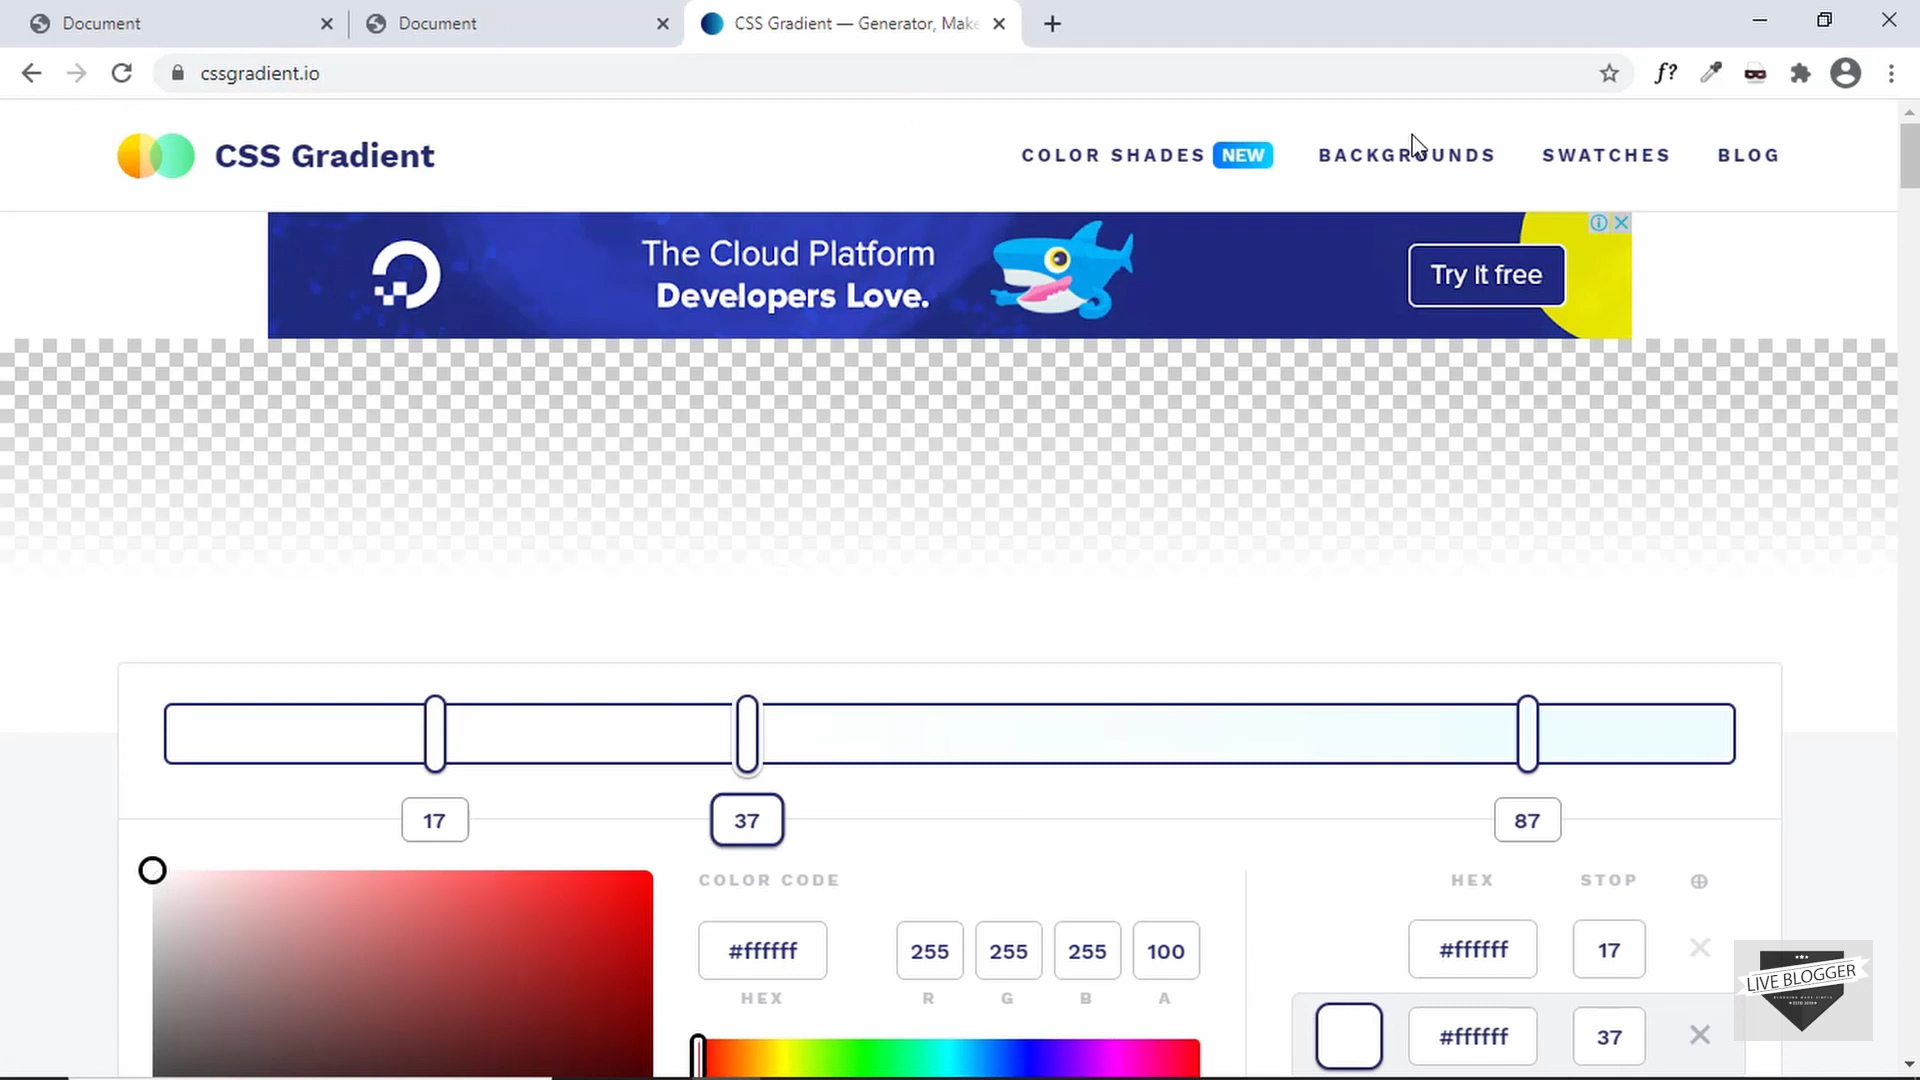 Document
Document
CSS Gradient — Generator, Make
cssgradient.io
f?
CSS Gradient
COLOR SHADES NEW
BACKGROUNDS
SWATCHES
BLOG
The Cloud Platform
Developers Love.
Try It free
17
37
87
COLOR CODE
HEX
STOP
#ffffff
255
255
255
100
HEX
R
G
B
A
#ffffff
17
#ffffff
37
LIVE BLOGGER